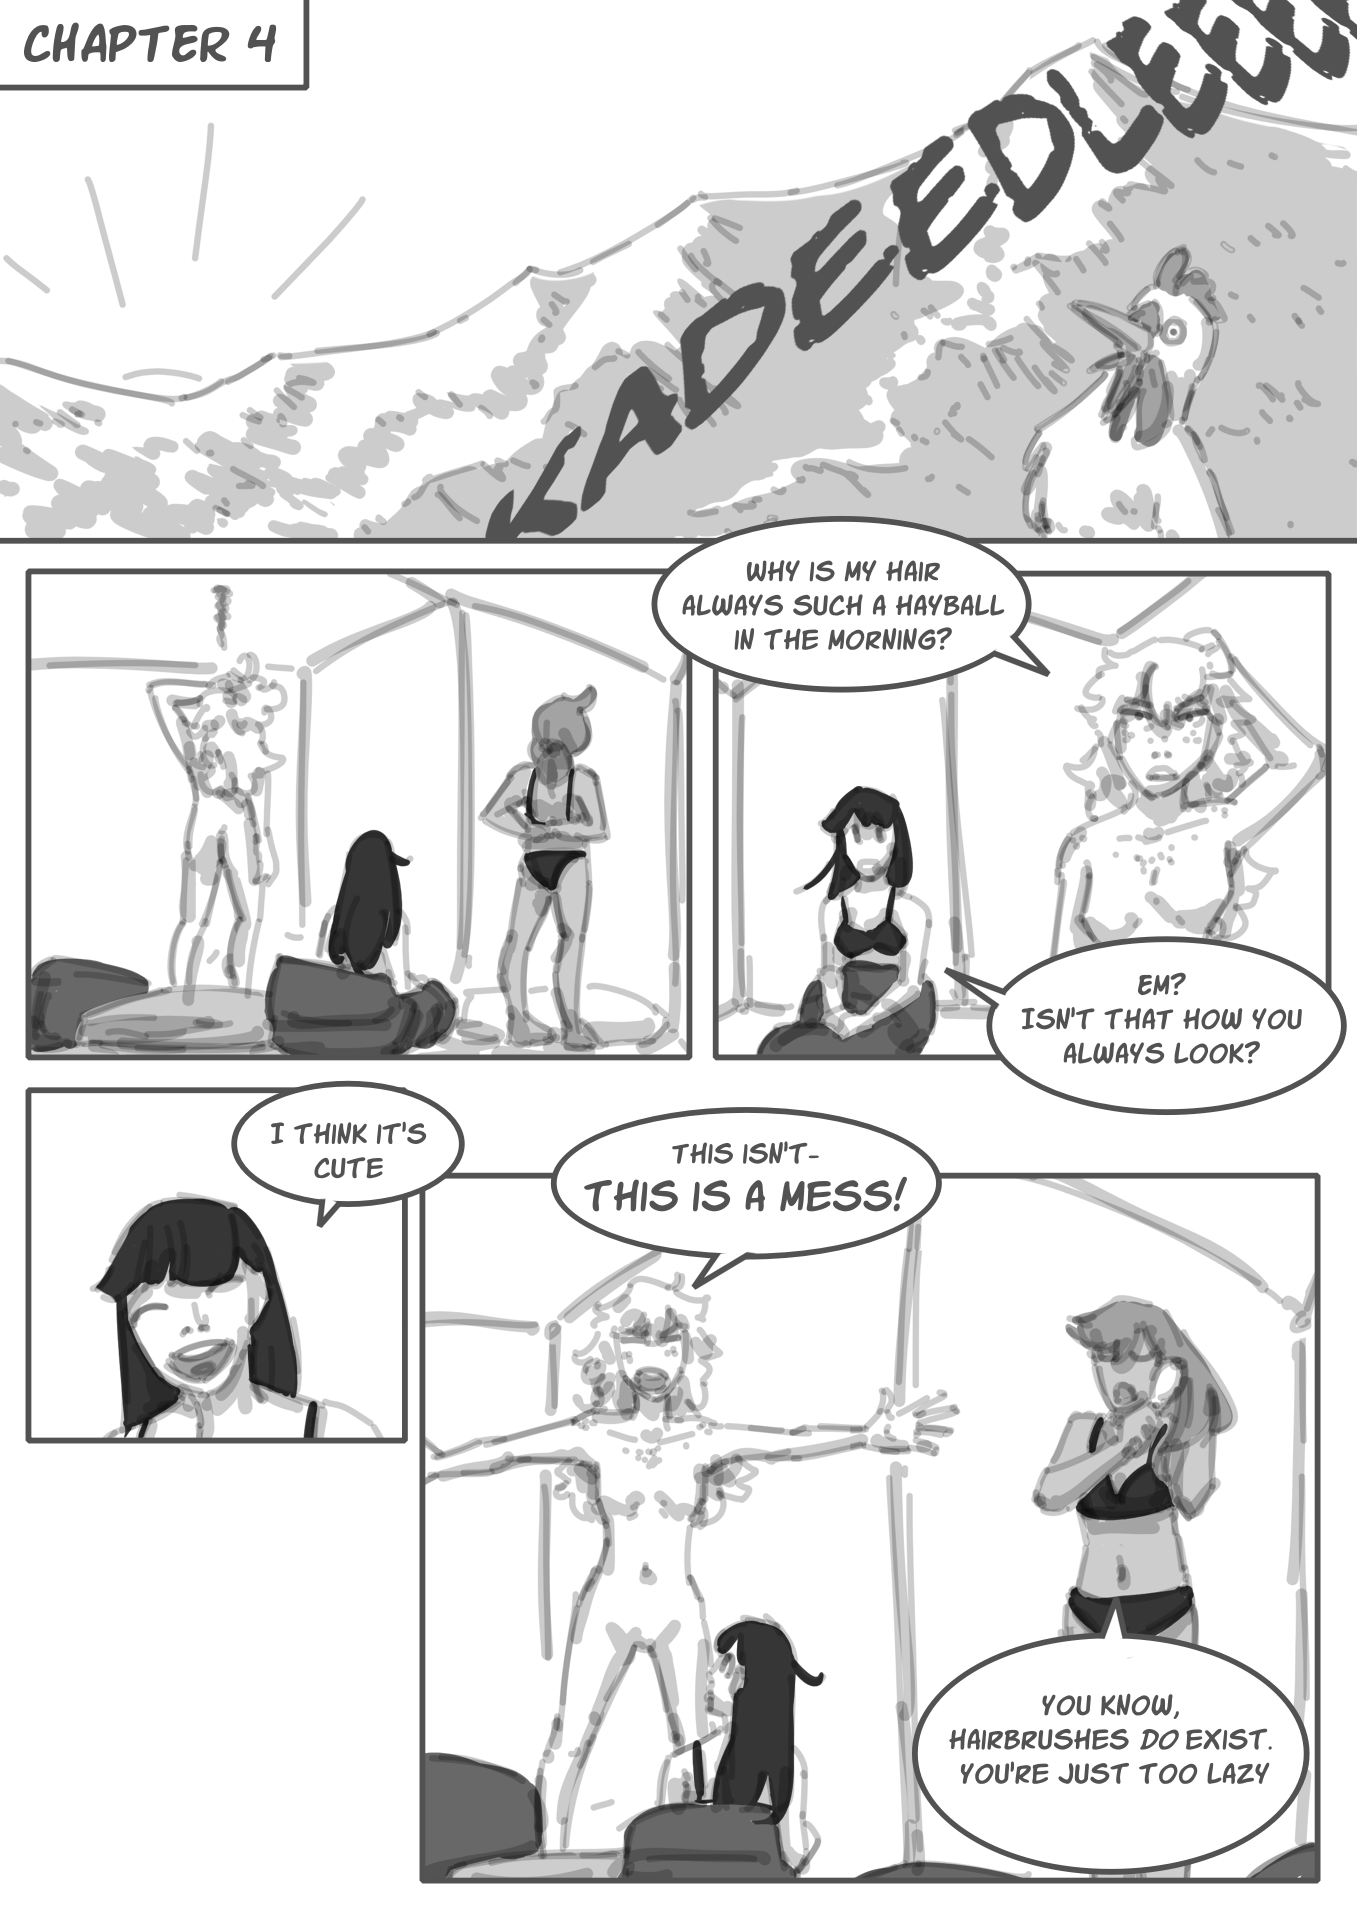 CHAPTER 4
KADEEDLEEEE
WHY IS MY HAIR
ALWAYS SUCH A HAYBALL
IN THE MORNING?
EM?
ISN'T THAT HOW YOU
ALWAYS LOOK?
I THINK IT'S
CUTE
THIS ISN'T-
THIS IS A MESS!
YOU KNOW,
HAIRBRUSHES DO EXIST.
YOU'RE JUST TOO LAZY